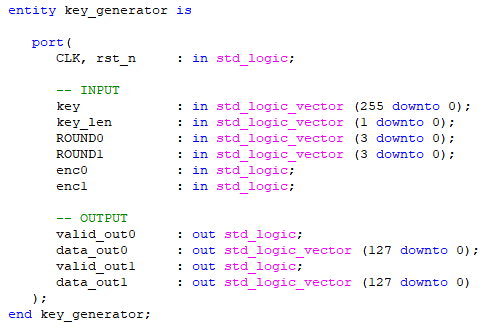 entity key_generator is
port(
CLK, rst_n : in std_logic;
-- INPUT
key : in std_logic_vector (255 downto 0);
key_len : in std_logic_vector (1 downto 0);
ROUND0 : in std_logic_vector (3 downto 0);
ROUND1 : in std_logic_vector (3 downto 0);
enc0 : in std_logic;
enc1 : in std_logic;
-- OUTPUT
valid_out0 : out std_logic;
data_out0 : out std_logic_vector (127 downto 0);
valid_out1 : out std_logic;
data_out1 : out std_logic_vector (127 downto 0)
);
end key_generator;